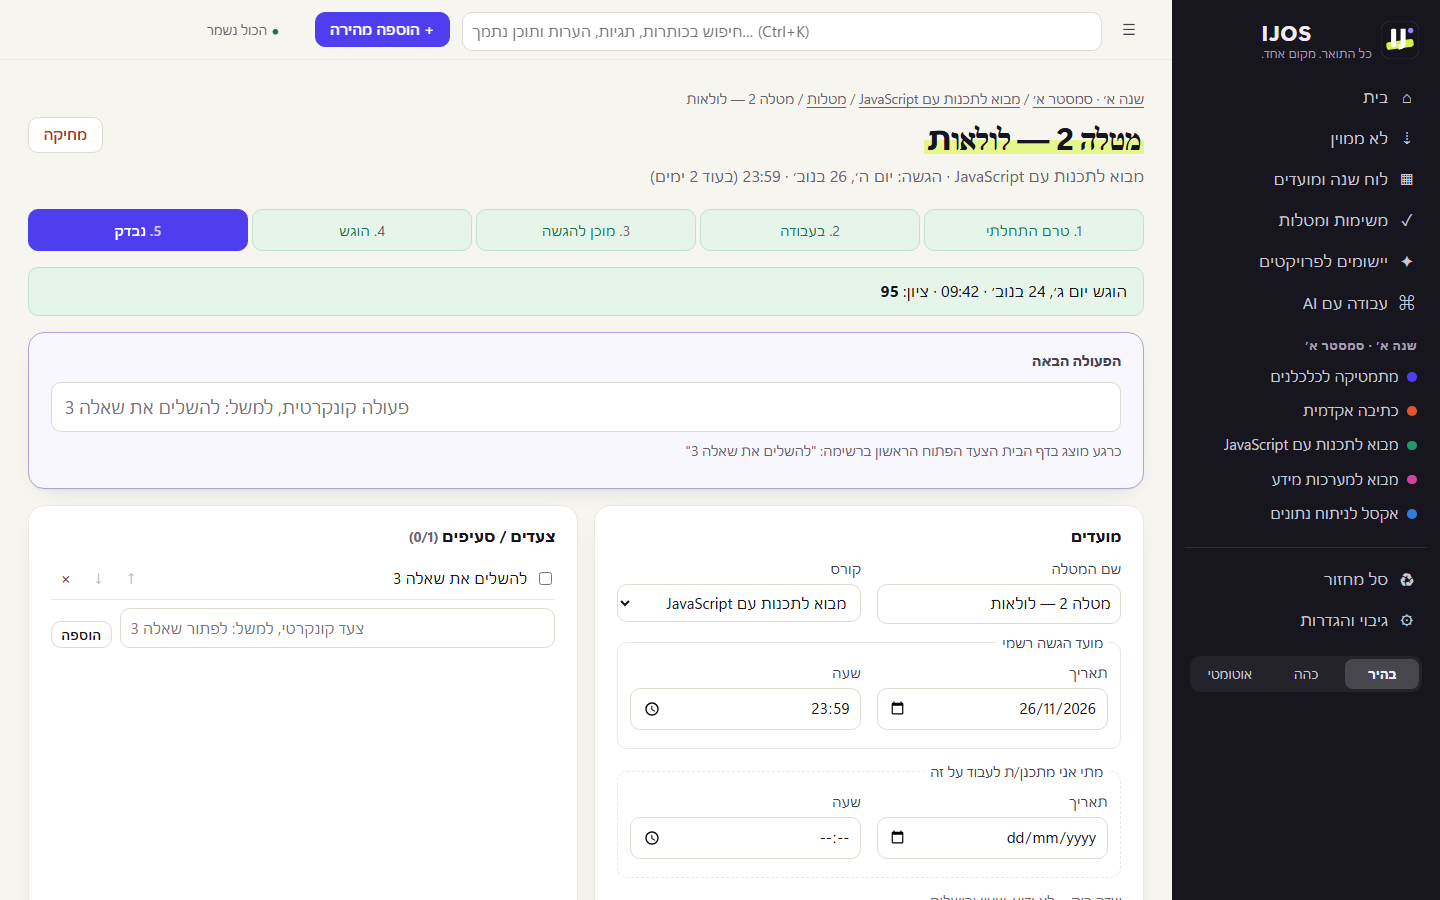 IJOS
כל התואר. מקום אחד.
בית
לא ממוין
לוח שנה ומועדים
משימות ומטלות
יישומים לפרויקטים
עבודה עם AI
שנה א׳ · סמסטר א׳
מתמטיקה לכלכלנים
כתיבה אקדמית
מבוא לתכנות עם JavaScript
מבוא למערכות מידע
אקסל לניתוח נתונים
סל מחזור
גיבוי והגדרות
בהיר
כהה
אוטומטי
חיפוש בכותרות, תגיות, הערות ותוכן נתמך… (Ctrl+K)
+ הוספה מהירה
הכול נשמר
שנה א׳ · סמסטר א׳ / מבוא לתכנות עם JavaScript / מטלות / מטלה 2 — לולאות
מטלה 2 — לולאות
מחיקה
מבוא לתכנות עם JavaScript · הגשה: יום ה׳, 26 בנוב׳ · 23:59 (בעוד 2 ימים)
1. טרם התחלתי
2. בעבודה
3. מוכן להגשה
4. הוגש
5. נבדק
הוגש יום ג׳, 24 בנוב׳ · 09:42 · ציון: 95
הפעולה הבאה
פעולה קונקרטית, למשל: להשלים את שאלה 3
כרגע מוצג בדף הבית הצעד הפתוח הראשון ברשימה: "להשלים את שאלה 3"
מועדים
שם המטלה
קורס
מטלה 2 — לולאות
מבוא לתכנות עם JavaScript
מועד הגשה רשמי
תאריך
שעה
26/11/2026
23:59
מתי אני מתכנן/ת לעבוד על זה
תאריך
שעה
dd/mm/yyyy
--:--
צעדים / סעיפים (0/1)
להשלים את שאלה 3
צעד קונקרטי, למשל: לפתור שאלה 3
הוספה